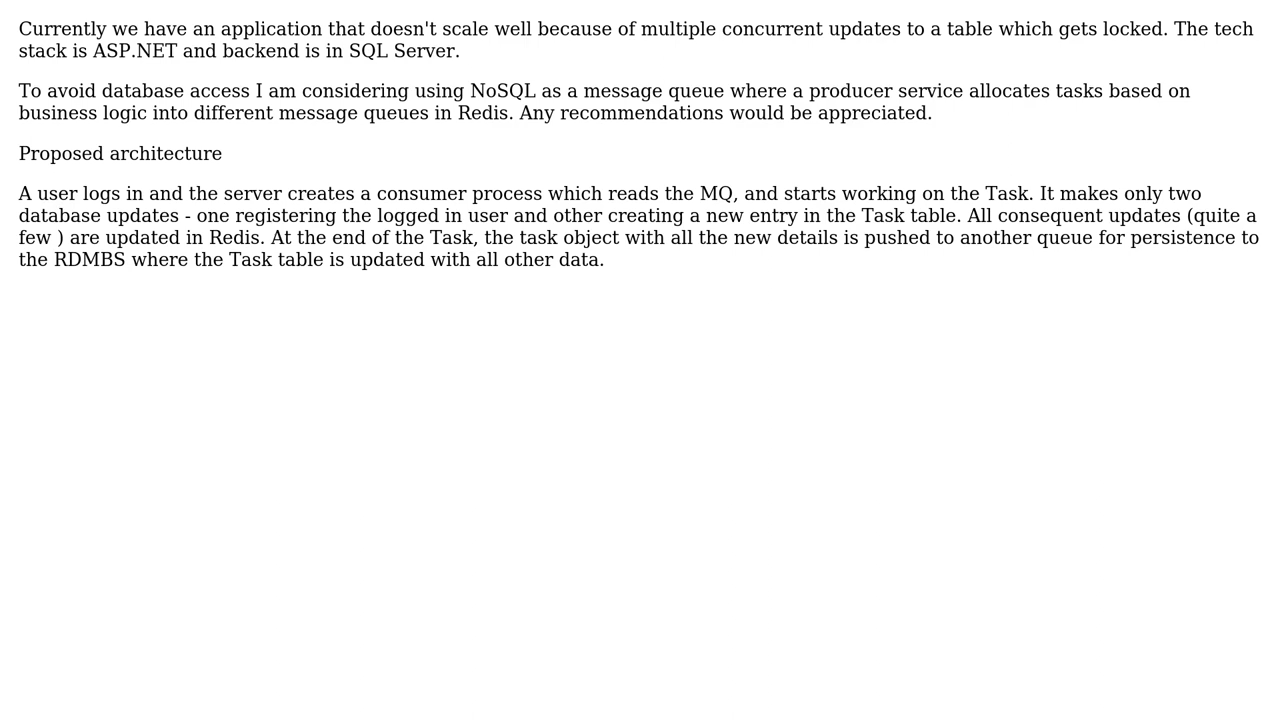 Currently we have an application that doesn't scale well because of multiple concurrent updates to a table which gets locked. The tech
stack is ASP.NET and backend is in SQL Server.
To avoid database access I am considering using NoSQL as a message queue where a producer service allocates tasks based on
business logic into different message queues in Redis. Any recommendations would be appreciated.
Proposed architecture
A user logs in and the server creates a consumer process which reads the MQ, and starts working on the Task. It makes only two
database updates - one registering the logged in user and other creating a new entry in the Task table. All consequent updates (quite a
few ) are updated in Redis. At the end of the Task, the task object with all the new details is pushed to another queue for persistence to
the RDMBS where the Task table is updated with all other data.